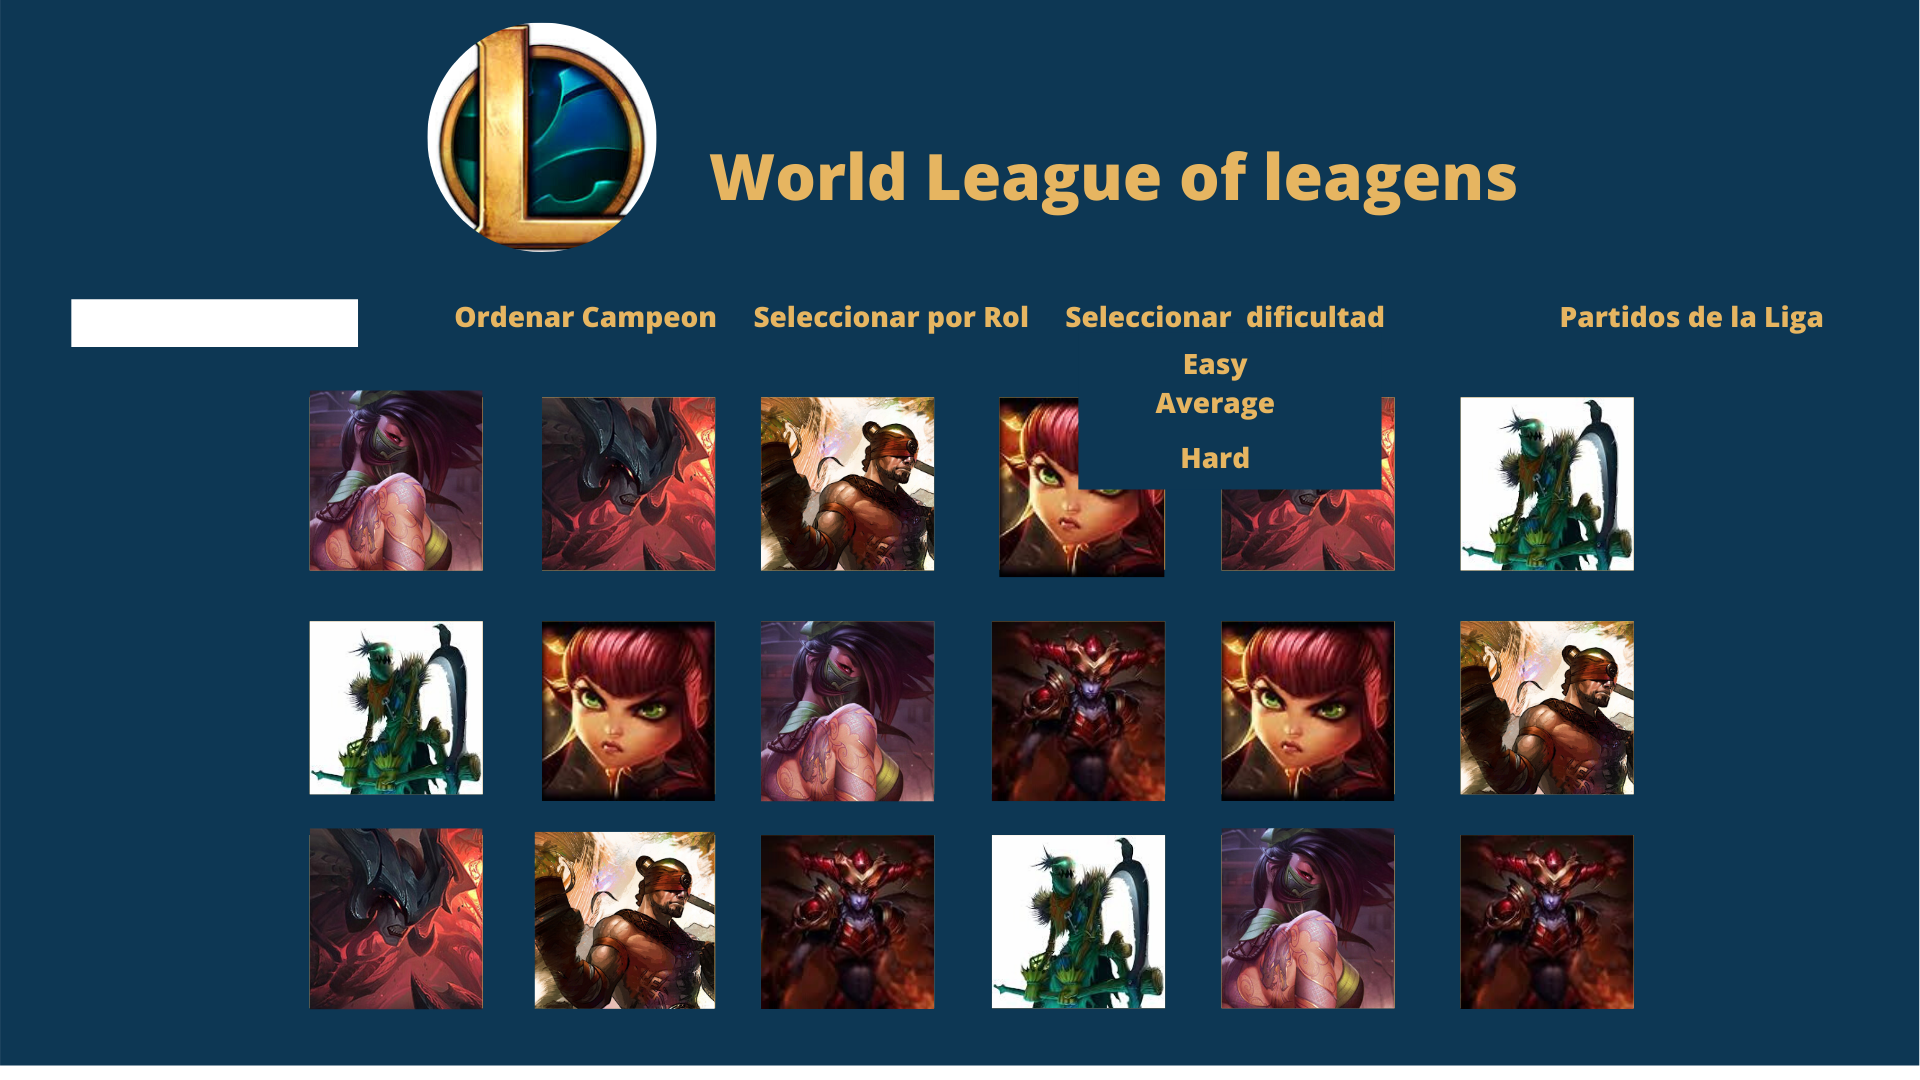 World League of leagens
Ordenar Campeon
Seleccionar por Rol
Seleccionar  dificultad
Partidos de la Liga
Easy
Average
Hard